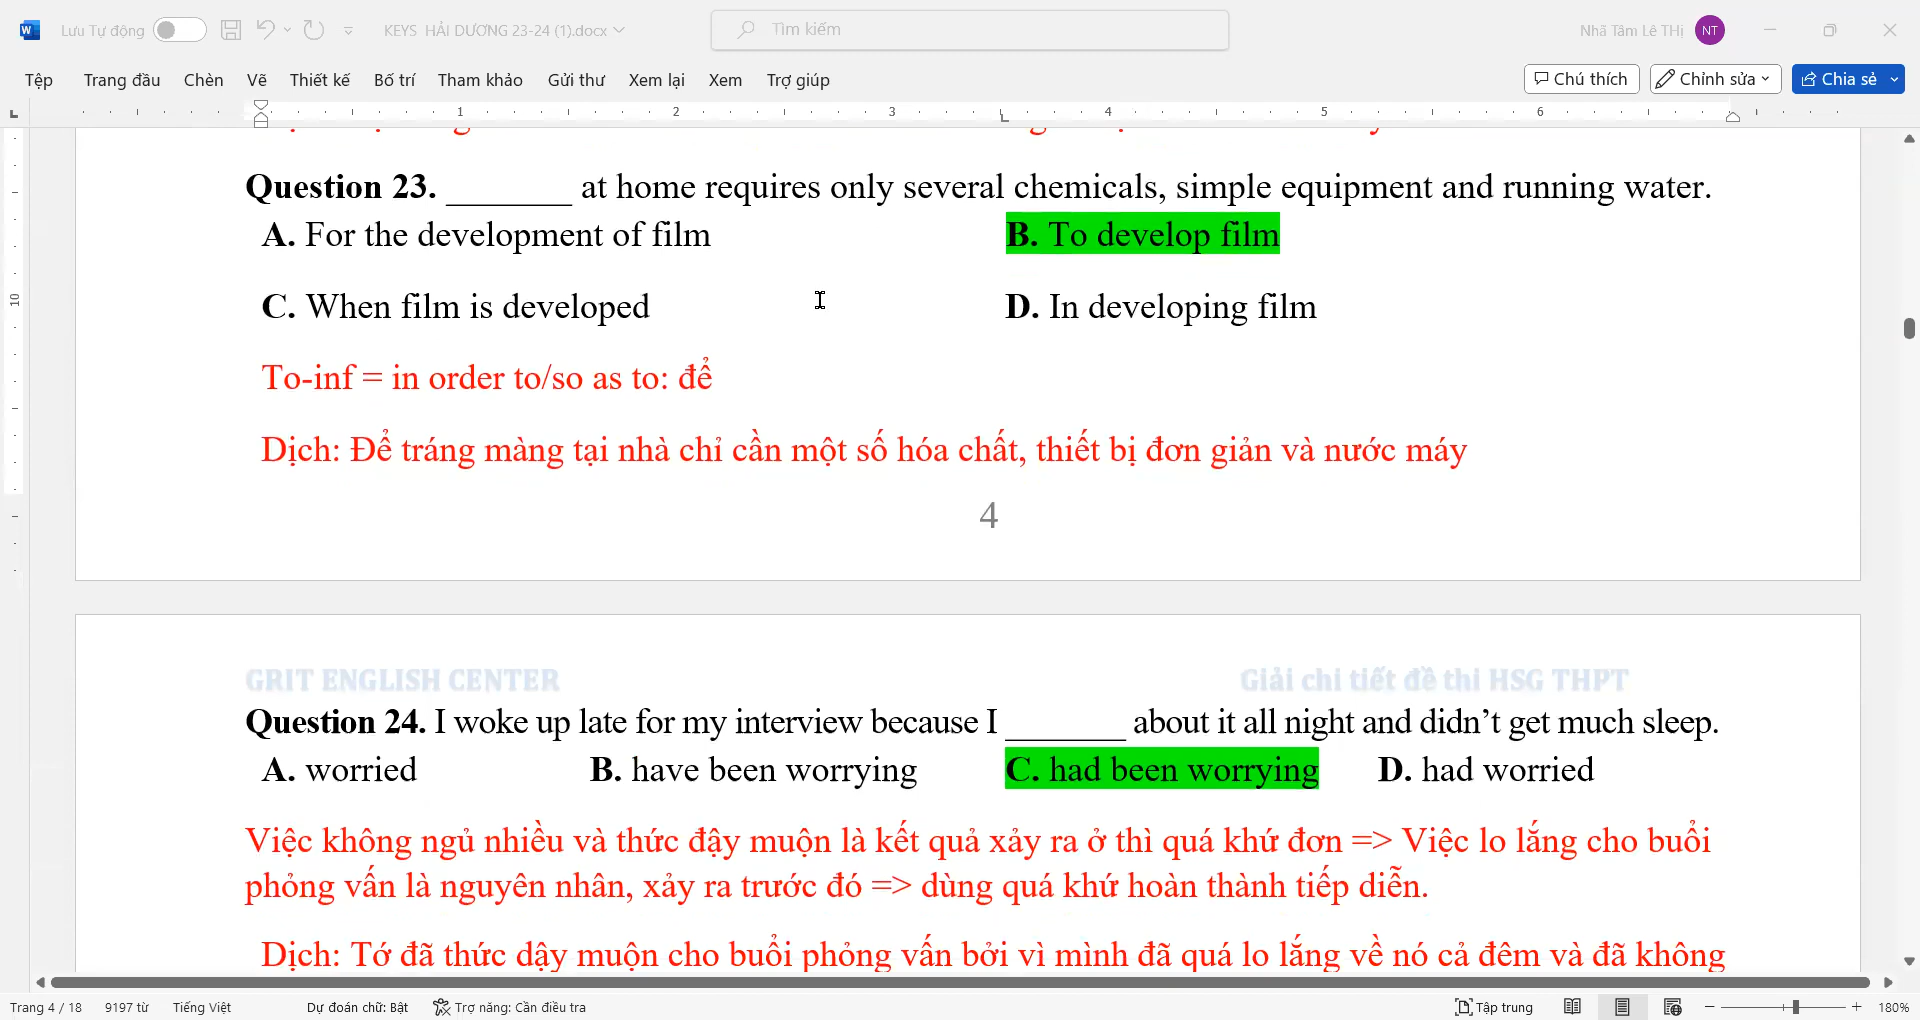 Lưu Tự động
KEYS HẢI DƯƠNG 23-24 (1).docx
Tìm kiếm
Nhã Tâm Lê THị
NT
Tệp Trang đầu Chèn Vẽ Thiết kế Bố trí Tham khảo Gửi thư Xem lại Xem Trợ giúp
Chú thích Chỉnh sửa Chia sẻ
1 2 3 4 5 6
10
Question 23. _______ at home requires only several chemicals, simple equipment and running water.
A. For the development of film B. To develop film
C. When film is developed D. In developing film
To-inf = in order to/so as to: để
Dịch: Để tráng màng tại nhà chỉ cần một số hóa chất, thiết bị đơn giản và nước máy
4
GRIT ENGLISH CENTER Giải chi tiết đề thi HSG THPT
Question 24. I woke up late for my interview because I _______ about it all night and didn’t get much sleep.
A. worried B. have been worrying C. had been worrying D. had worried
Việc không ngủ nhiều và thức đậy muộn là kết quả xảy ra ở thì quá khứ đơn => Việc lo lắng cho buổi
phỏng vấn là nguyên nhân, xảy ra trước đó => dùng quá khứ hoàn thành tiếp diễn.
Dịch: Tớ đã thức dậy muộn cho buổi phỏng vấn bởi vì mình đã quá lo lắng về nó cả đêm và đã không
Trang 4 / 18 9197 từ Tiếng Việt Dự đoán chữ: Bật Trợ năng: Cần điều tra
Tập trung 180%